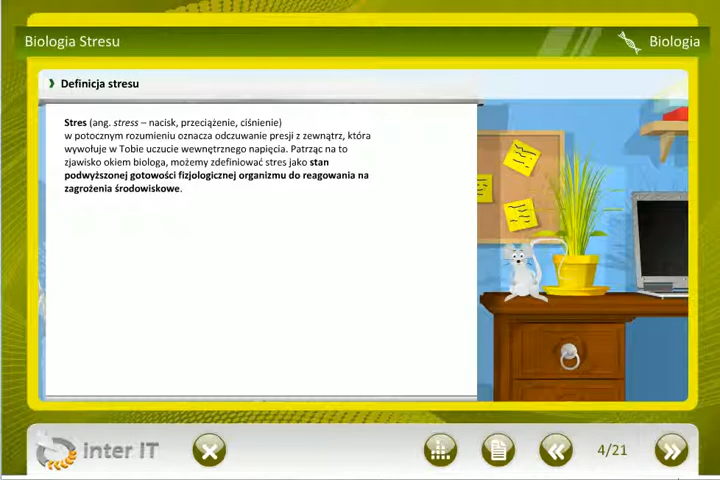 Biologia Stresu
Biologia
Definicja stresu
Stres (ang. stress – nacisk, przeciążenie, ciśnienie)
w potocznym rozumieniu oznacza odczuwanie presji z zewnątrz, która
wywołuje w Tobie uczucie wewnętrznego napięcia. Patrząc na to
zjawisko okiem biologa, możemy zdefiniować stres jako stan
podwyższonej gotowości fizjologicznej organizmu do reagowania na
zagrożenia środowiskowe.
inter IT
4/21